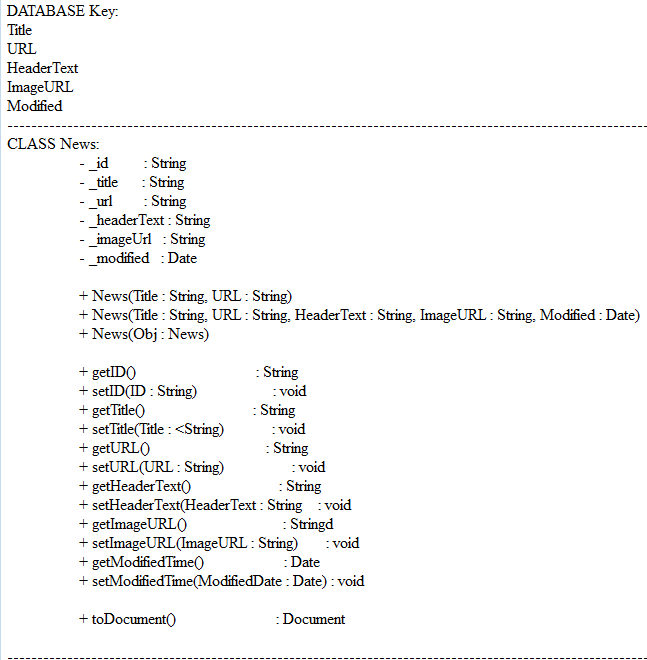 DATABASE Key:
Title
URL
HeaderText
ImageURL
Modified
--------------------------------------------------------------------------------
CLASS News:
- _id : String
- _title : String
- _url : String
- _headerText : String
- _imageUrl : String
- _modified : Date
+ News(Title : String, URL : String)
+ News(Title : String, URL : String, HeaderText : String, ImageURL : String, Modified : Date)
+ News(Obj : News)
+ getID() : String
+ setID(ID : String) : void
+ getTitle() : String
+ setTitle(Title : <String) : void
+ getURL() : String
+ setURL(URL : String) : void
+ getHeaderText() : String
+ setHeaderText(HeaderText : String : void
+ getImageURL() : Stringd
+ setImageURL(ImageURL : String) : void
+ getModifiedTime() : Date
+ setModifiedTime(ModifiedDate : Date) : void
+ toDocument() : Document
--------------------------------------------------------------------------------